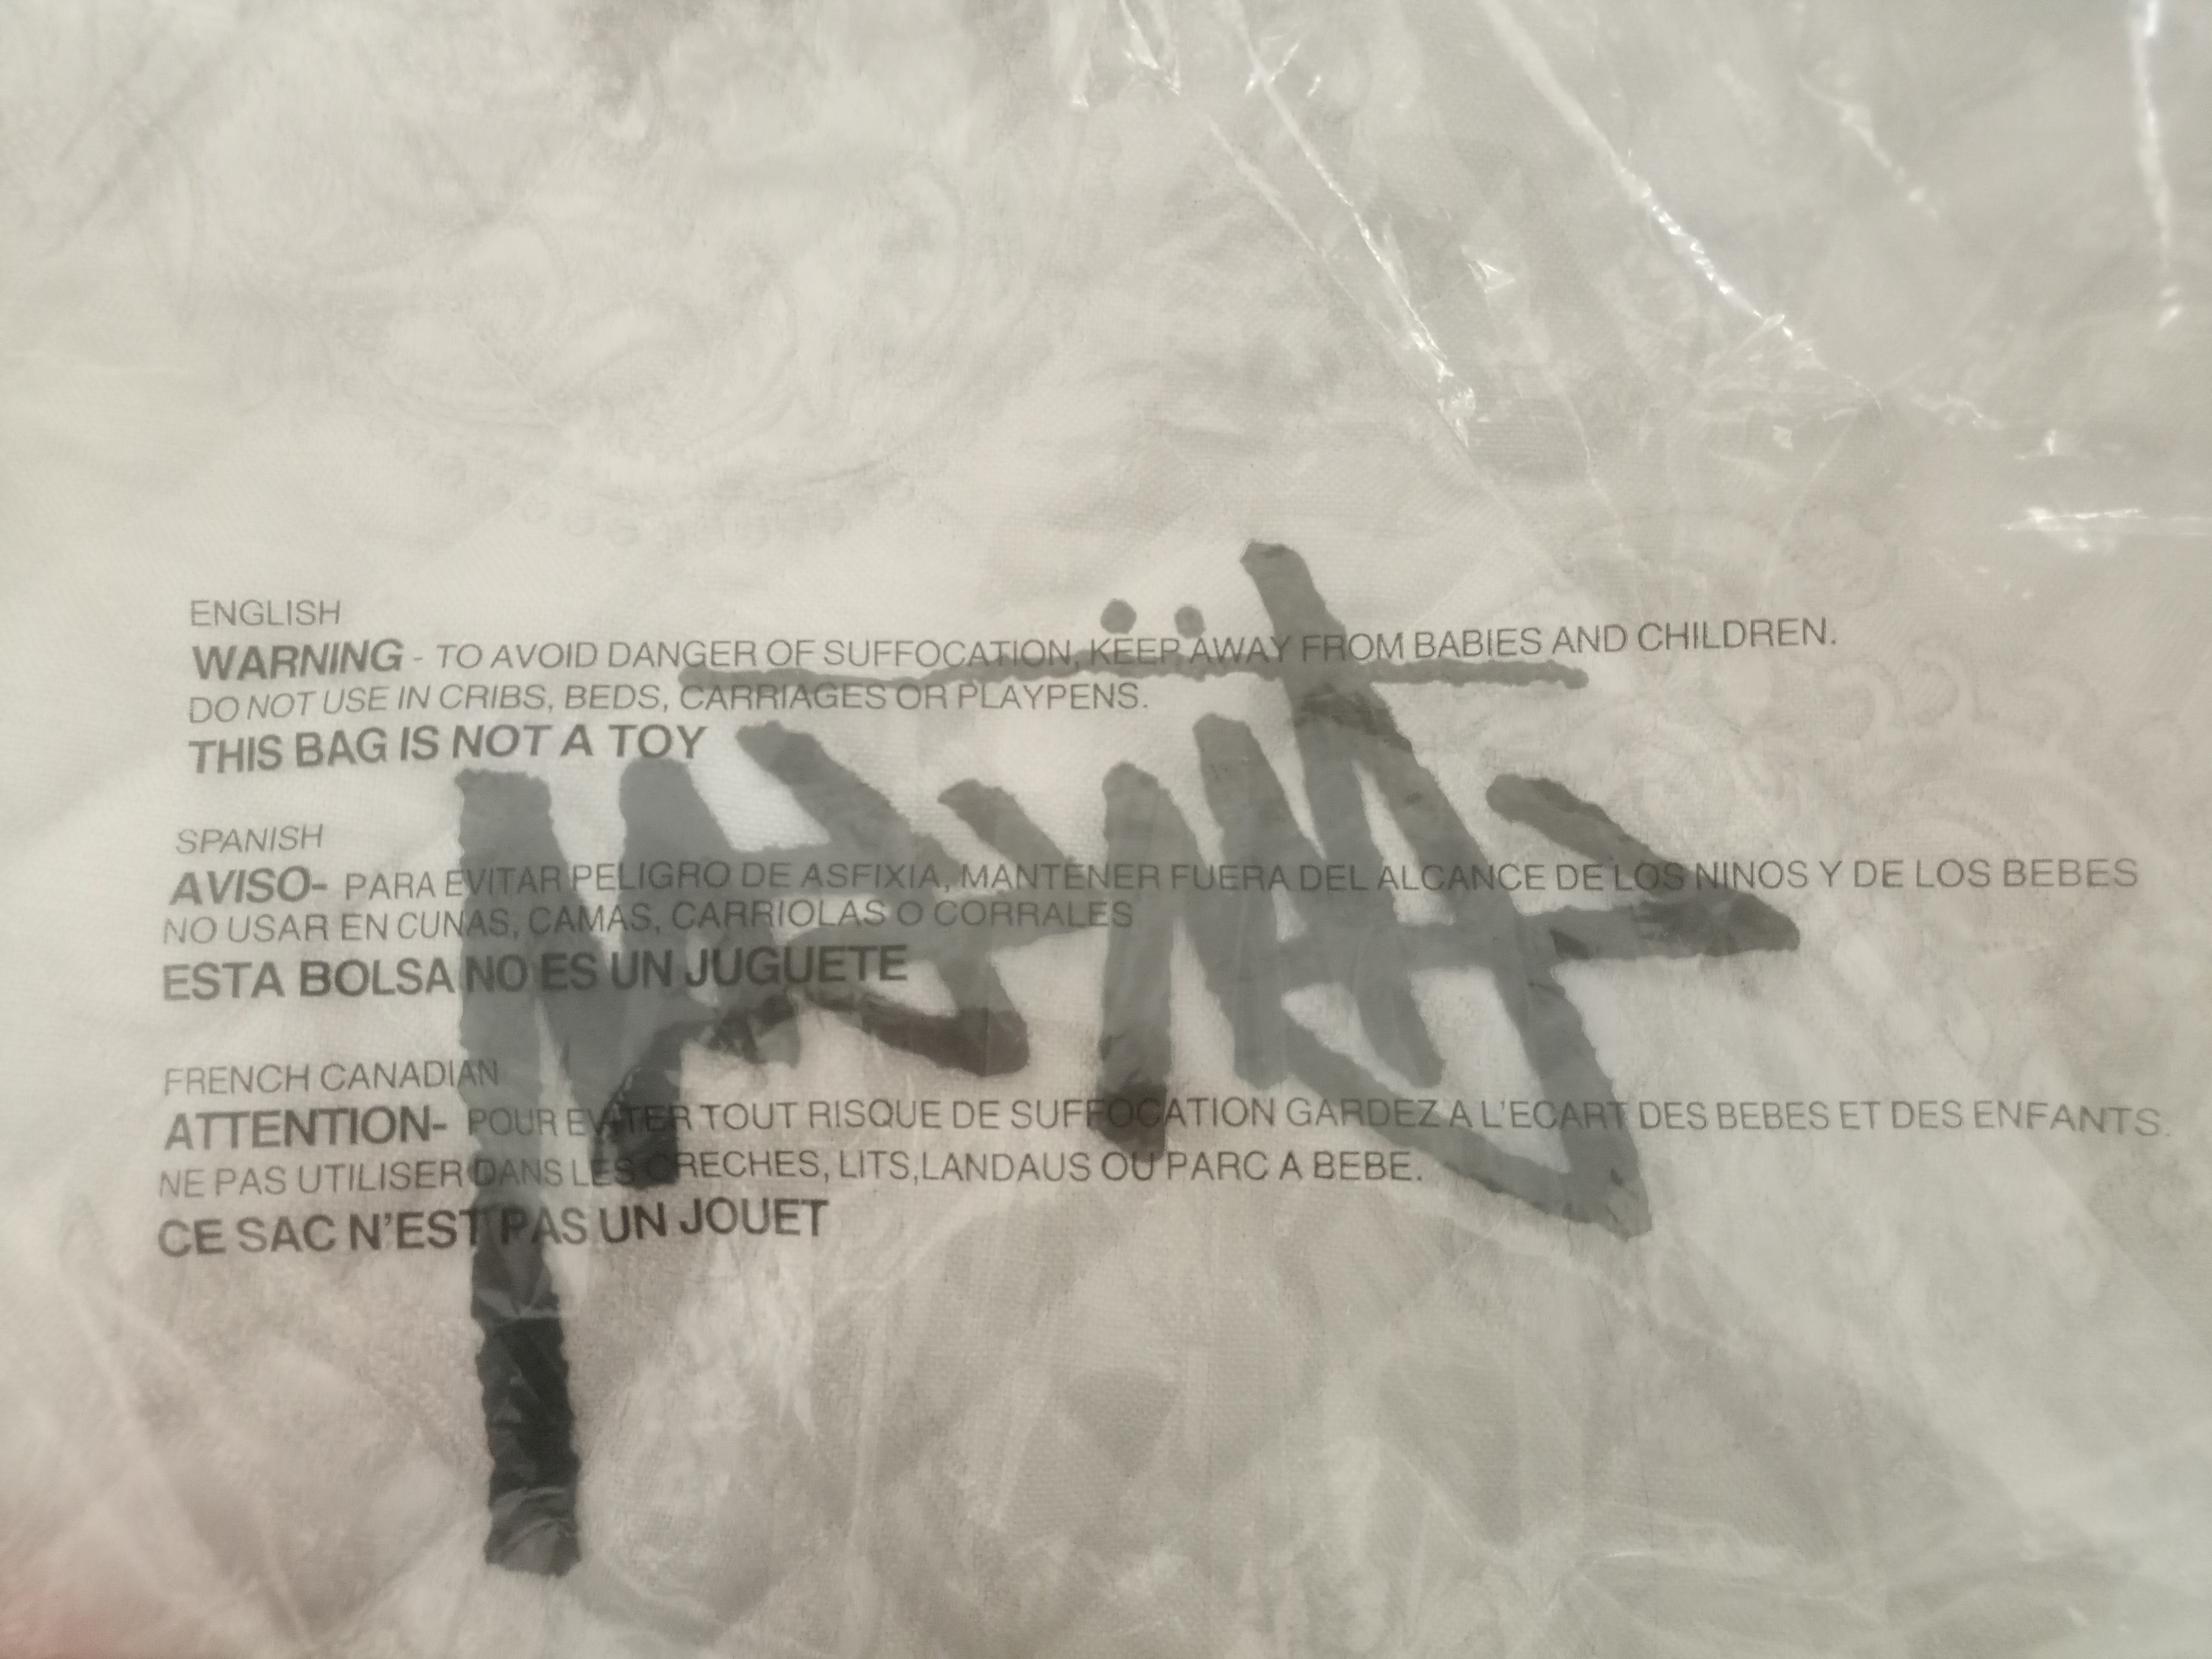 ENGLISH
WARNING - TO AVOID DANGER OF SUFFOCATION, KEEP AWAY FROM BABIES AND CHILDREN.
DO NOT USE IN CRIBS, BEDS, CARRIAGES OR PLAYPENS.
THIS BAG IS NOT A TOY
SPANISH
AVISO- PARA EVITAR PELIGRO DE ASFIXIA, MANTENER FUERA DEL ALCANCE DE LOS NINOS Y DE LOS BEBES
NO USAR EN CUNAS, CAMAS, CARRIOLAS O CORRALES
ESTA BOLSA NO ES UN JUGUETE
FRENCH CANADIAN
ATTENTION- POUR EVITER TOUT RISQUE DE SUFFOCATION GARDEZ A L'ECART DES BEBES ET DES ENFANTS.
NE PAS UTILISER DANS LES CRECHES, LITS,LANDAUS OU PARC A BEBE.
CE SAC N'EST PAS UN JOUET
Stüssy